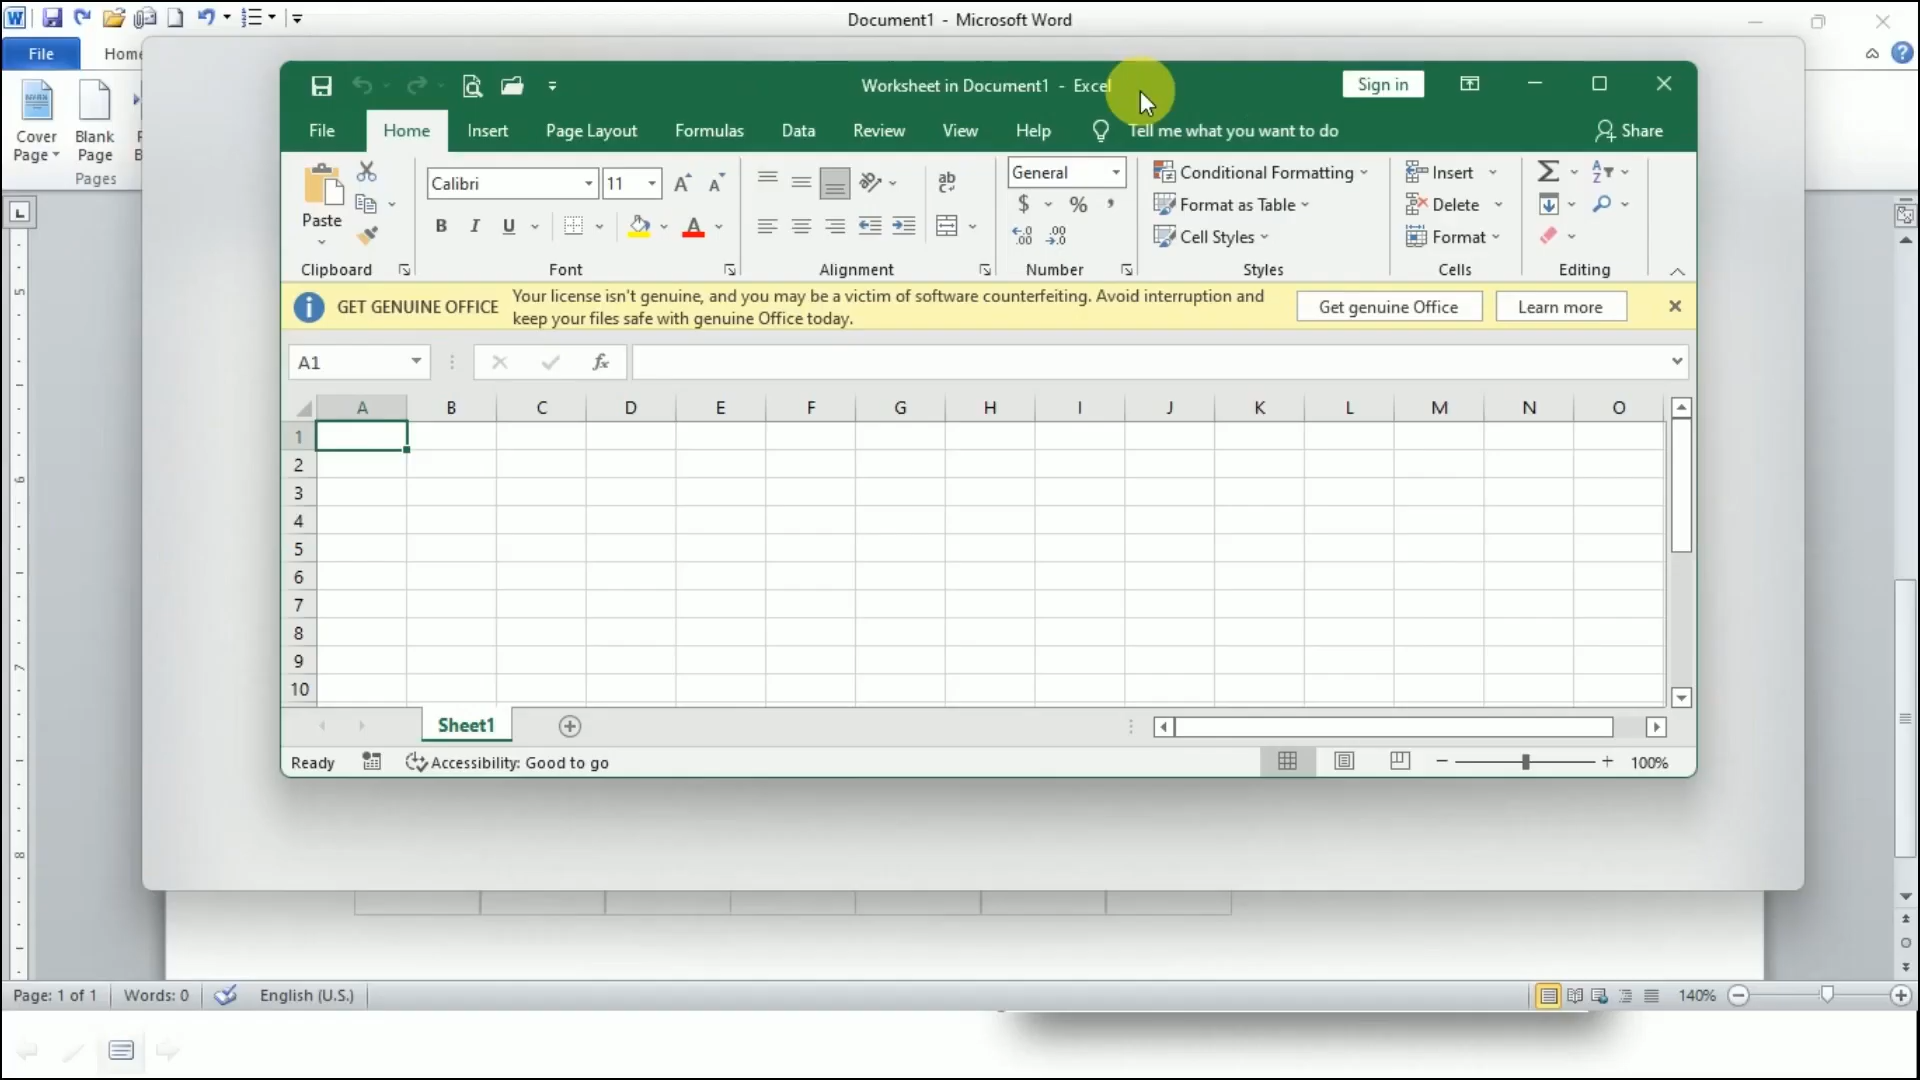 Document1 - Microsoft Word
File
Home
Cover Page
Blank Page
Pages
Worksheet in Document1 - Excel
Sign in
File Home Insert Page Layout Formulas Data Review View Help Tell me what you want to do Share
Paste
Clipboard
Calibri 11
B I U A
Font
ab
Alignment
General
$ % ,
Number
Conditional Formatting
Format as Table
Cell Styles
Styles
Insert
Delete
Format
Cells
Editing
GET GENUINE OFFICE
Your license isn't genuine, and you may be a victim of software counterfeiting. Avoid interruption and
keep your files safe with genuine Office today.
Get genuine Office
Learn more
A1
fx
A B C D E F G H I J K L M N O
1
2
3
4
5
6
7
8
9
10
Sheet1
Ready
Accessibility: Good to go
100%
Page: 1 of 1 Words: 0 English (U.S.) 140%